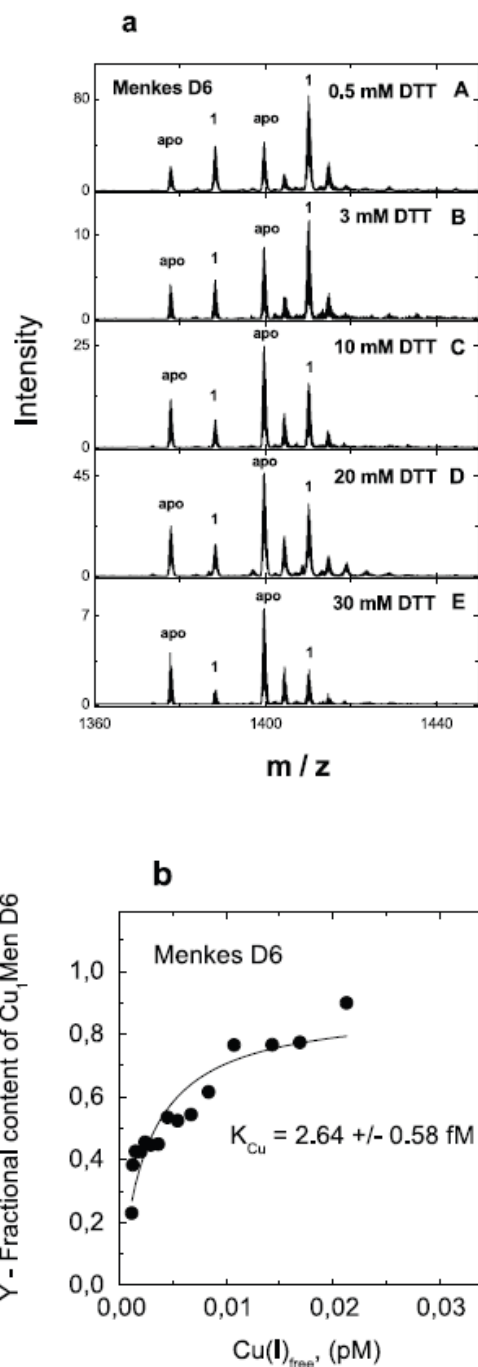 a
Menkes D6
0.5 mM DTT A
80
0
apo
1
apo
1
3 mM DTT B
10
0
apo
1
apo
1
10 mM DTT C
25
0
apo
1
apo
1
20 mM DTT D
45
0
apo
1
apo
1
30 mM DTT E
7
0
apo
1
apo
1
1360
1400
1440
Intensity
m / z
b
Y - Fractional content of Cu₁Men D6
1,0
0,8
0,6
0,4
0,2
0,0
Menkes D6
K_Cu = 2.64 +/- 0.58 fM
0,00
0,01
0,02
0,03
Cu(I)free, (pM)